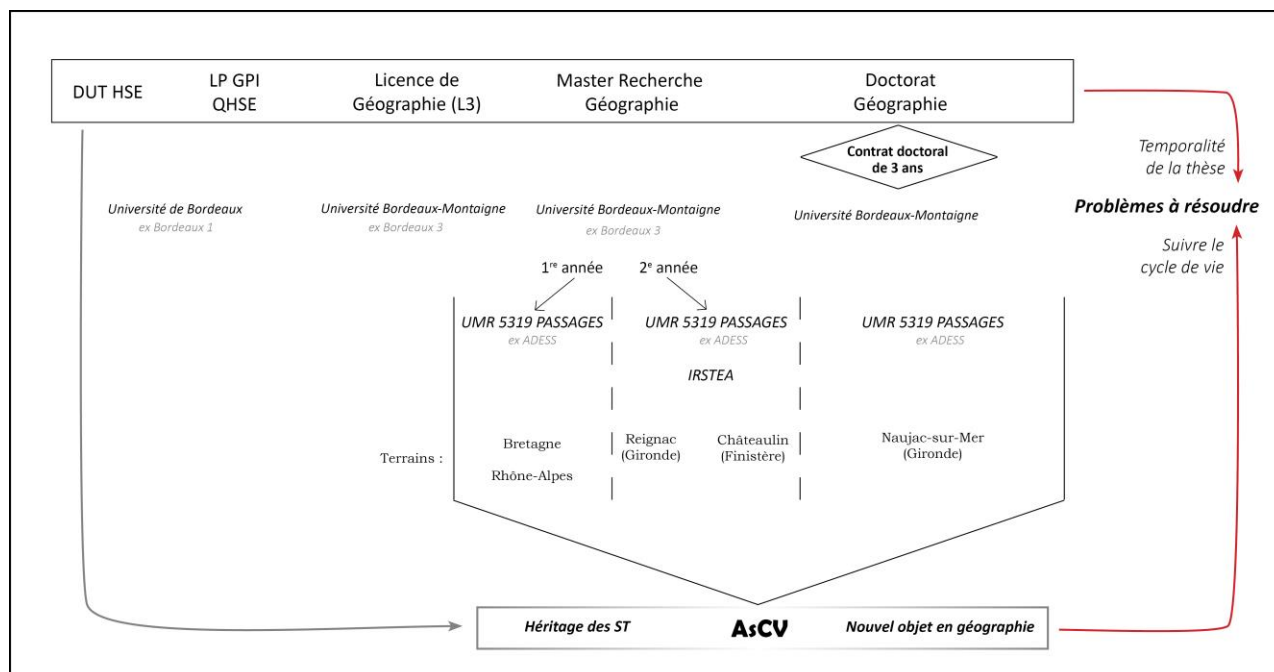 DUT HSE
LP GPI
QHSE
Licence de
Géographie (L3)
Master Recherche
Géographie
Doctorat
Géographie
Contrat doctoral
de 3 ans
Temporalité
de la thèse
Problèmes à résoudre
Suivre le
cycle de vie
Université de Bordeaux
ex Bordeaux 1
Université Bordeaux-Montaigne
ex Bordeaux 3
Université Bordeaux-Montaigne
ex Bordeaux 3
Université Bordeaux-Montaigne
1re année
2e année
UMR 5319 PASSAGES
ex ADESS
UMR 5319 PASSAGES
ex ADESS
IRSTEA
UMR 5319 PASSAGES
ex ADESS
Terrains :
Bretagne
Rhône-Alpes
Reignac
(Gironde)
Châteaulin
(Finistère)
Naujac-sur-Mer
(Gironde)
Héritage des ST
AsCV
Nouvel objet en géographie